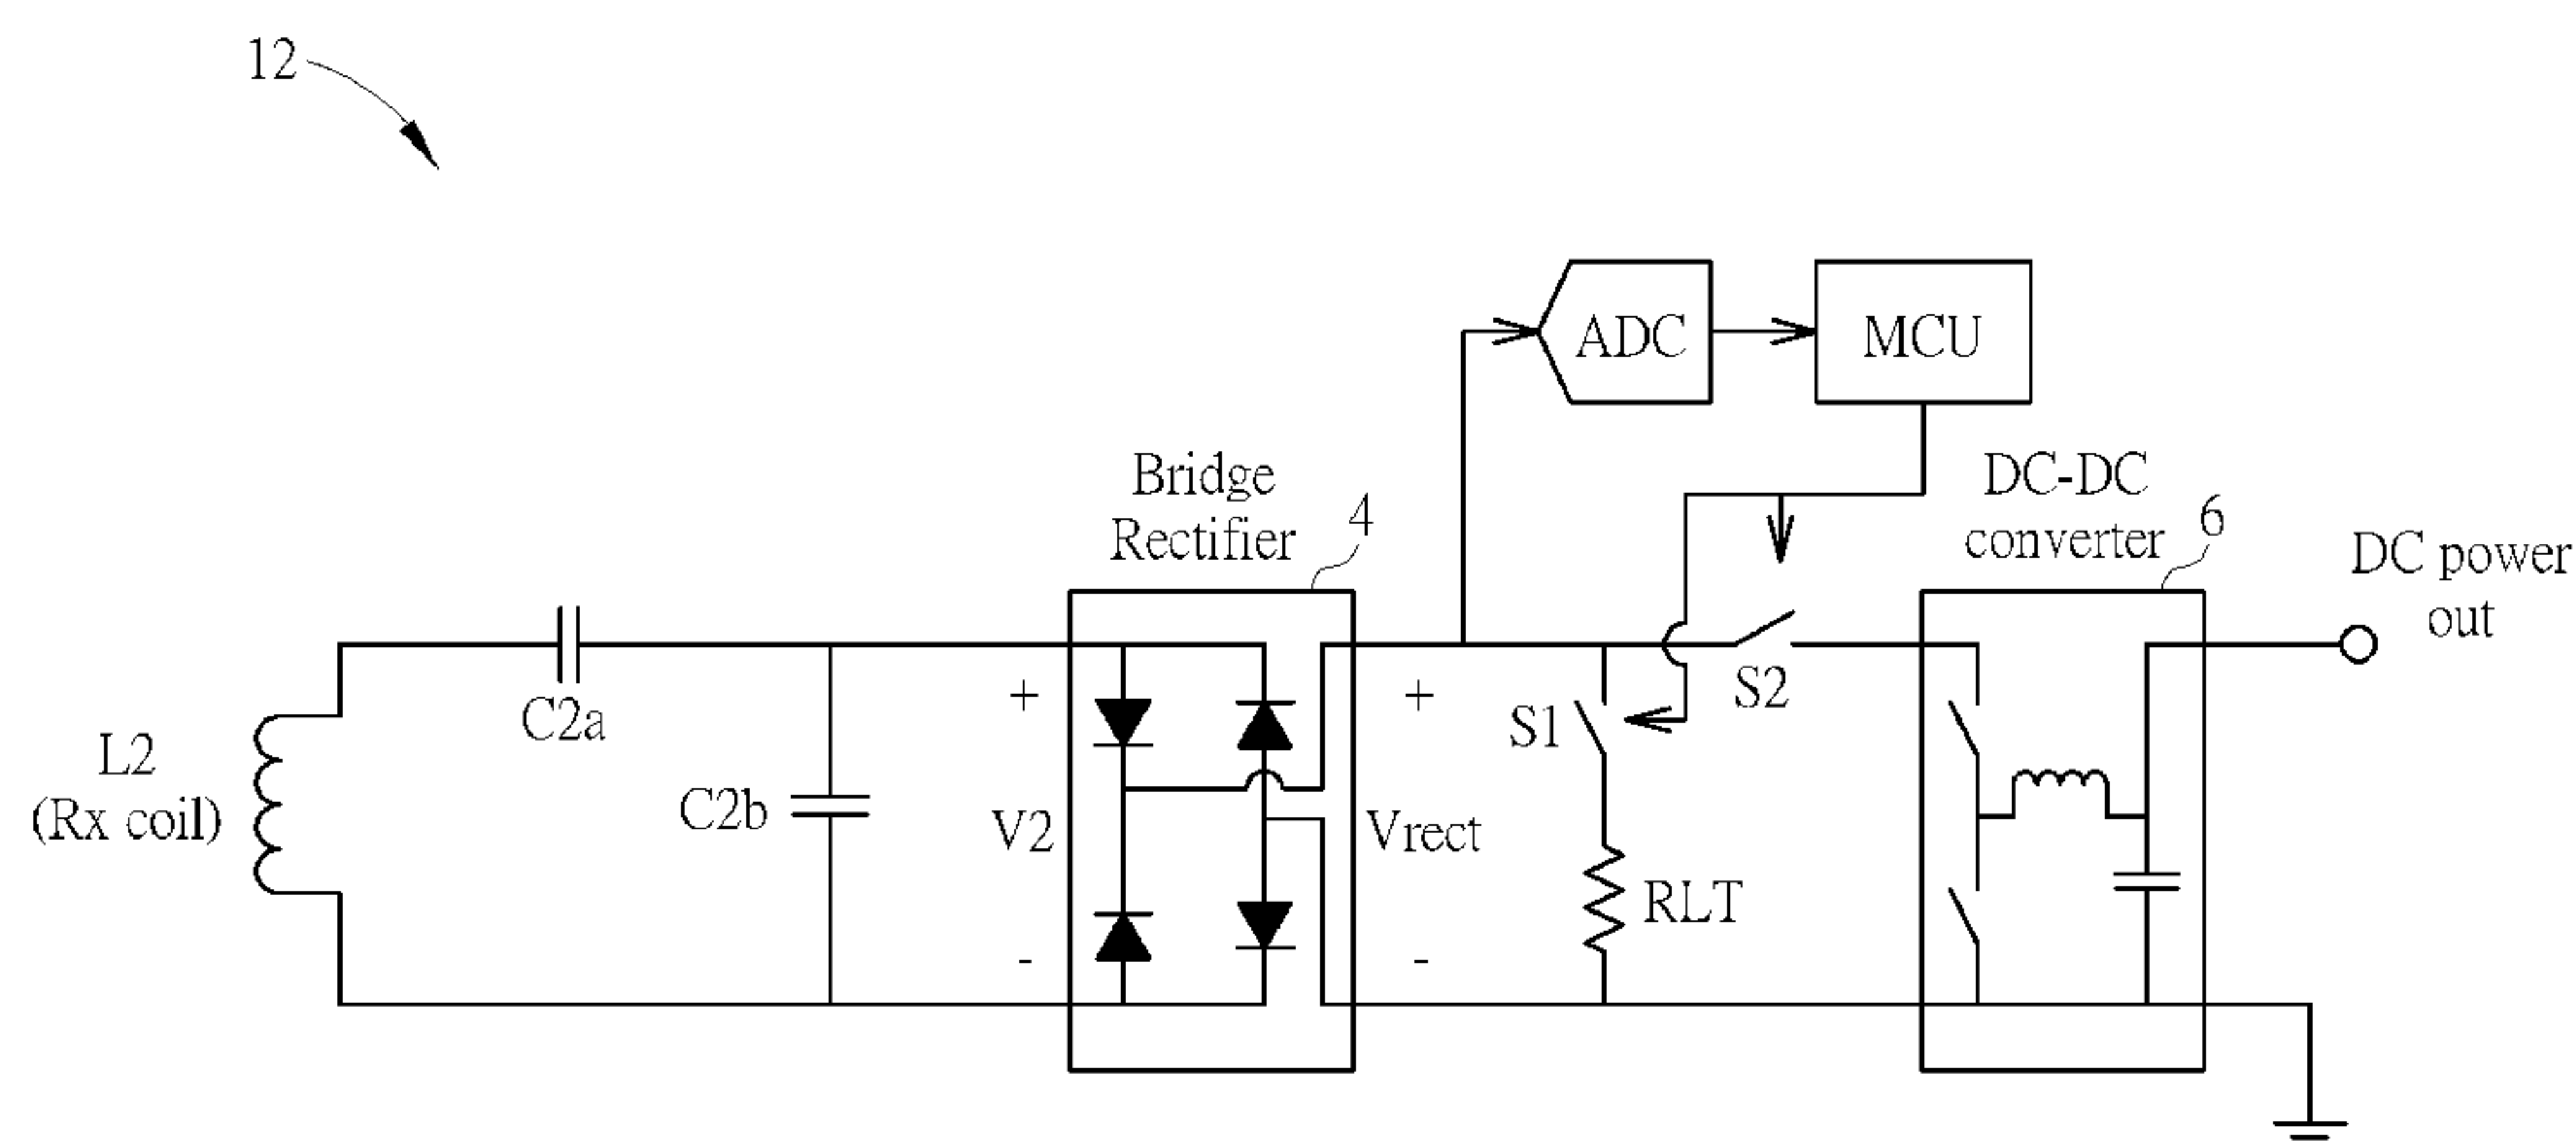 12
ADC
MCU
Bridge
Rectifier
4
DC-DC
converter
6
DC power
out
C2a
L2
(Rx coil)
C2b
+
V2
-
+
Vrect
-
S1
S2
RLT